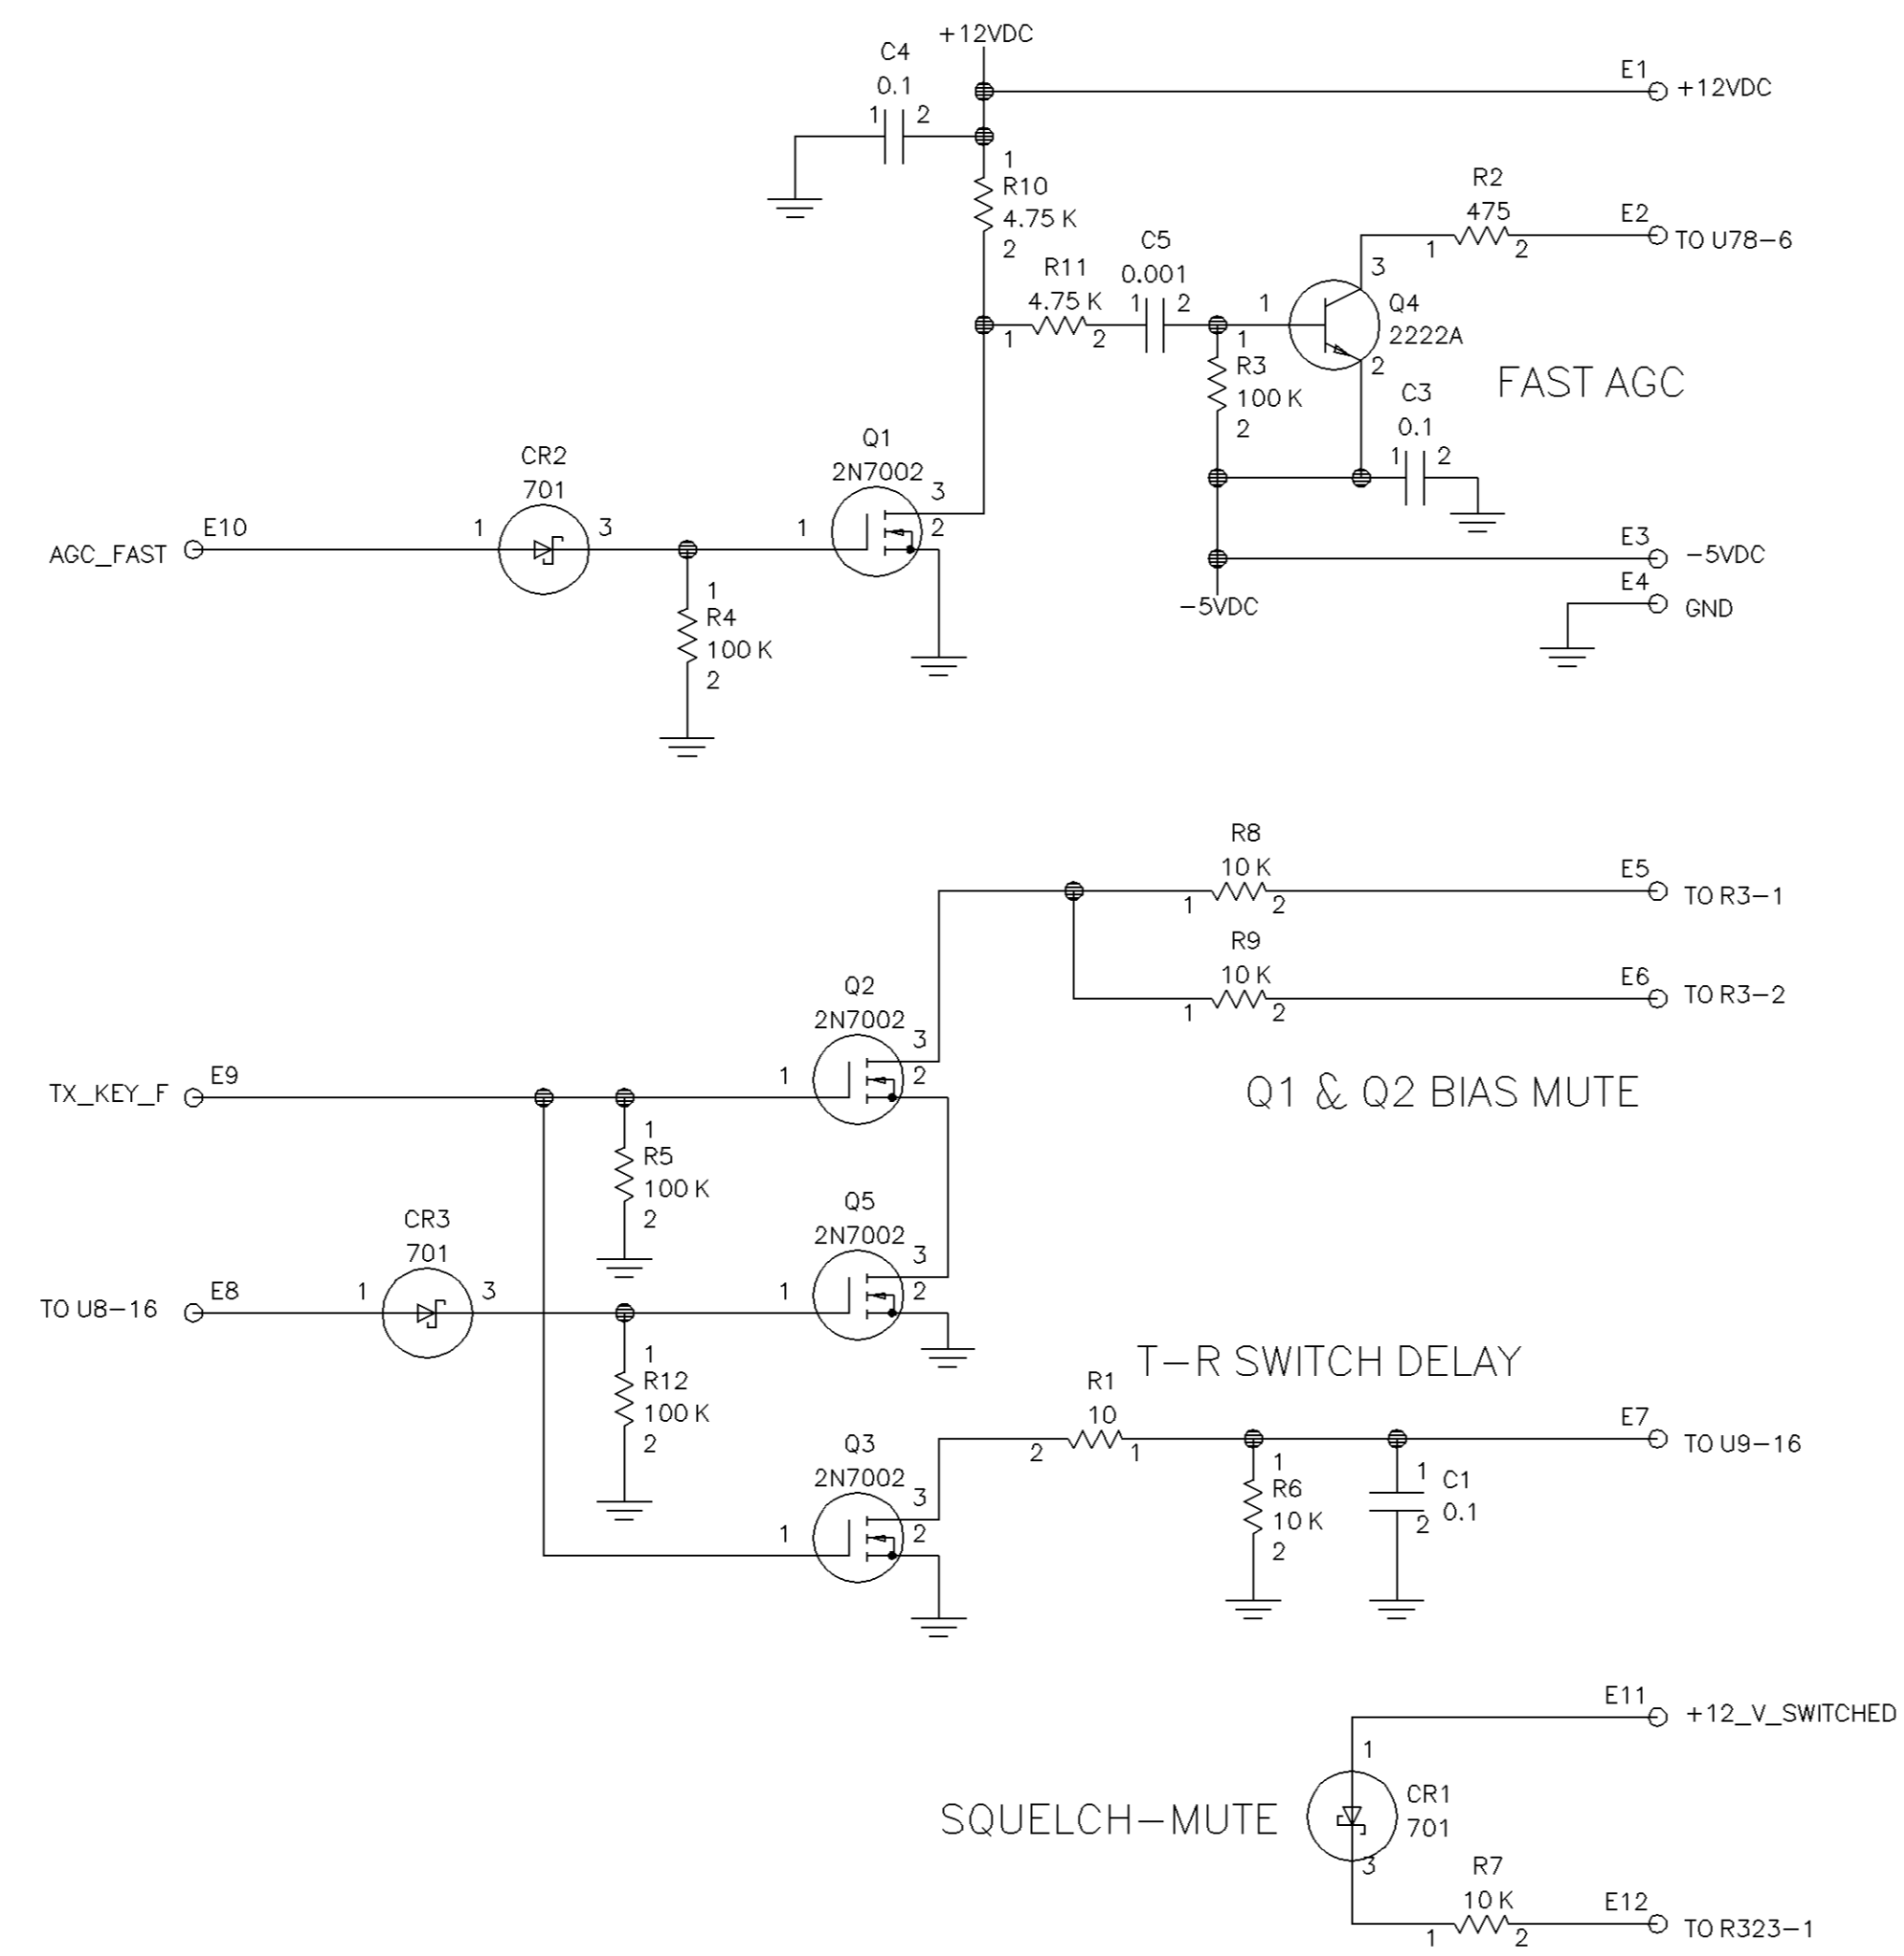 +12VDC
C4
0.1
1
2
E1
+12VDC
1
R10
4.75 K
2
R2
475
1
2
E2
TO U78-6
R11
4.75 K
1
2
C5
0.001
1
2
1
3
Q4
2222A
2
1
R3
100 K
2
FAST AGC
C3
0.1
1
2
Q1
2N7002
3
2
1
CR2
701
1
3
E10
AGC_FAST
1
R4
100 K
2
E3
-5VDC
E4
GND
-5VDC
R8
10 K
1
2
E5
TO R3-1
R9
10 K
1
2
E6
TO R3-2
Q2
2N7002
3
2
1
E9
TX_KEY_F
Q1 & Q2 BIAS MUTE
1
R5
100 K
2
Q5
2N7002
3
2
1
CR3
701
1
3
E8
TO U8-16
1
R12
100 K
2
T-R SWITCH DELAY
R1
10
2
1
E7
TO U9-16
Q3
2N7002
3
2
1
1
R6
10 K
2
1
C1
0.1
2
E11
+12_V_SWITCHED
1
CR1
701
3
SQUELCH-MUTE
R7
10 K
1
2
E12
TO R323-1